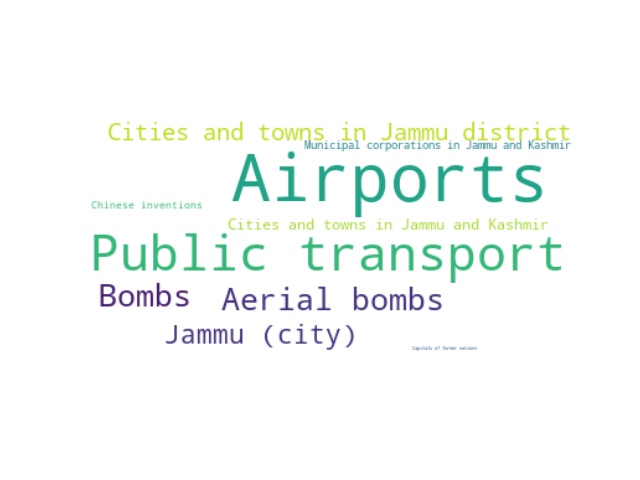 Cities and towns in Jammu district
Municipal corporations in Jammu and Kashmir
Airports
Chinese inventions
Cities and towns in Jammu and Kashmir
Public transport
Bombs
Aerial bombs
Jammu (city)
Capitals of former nations